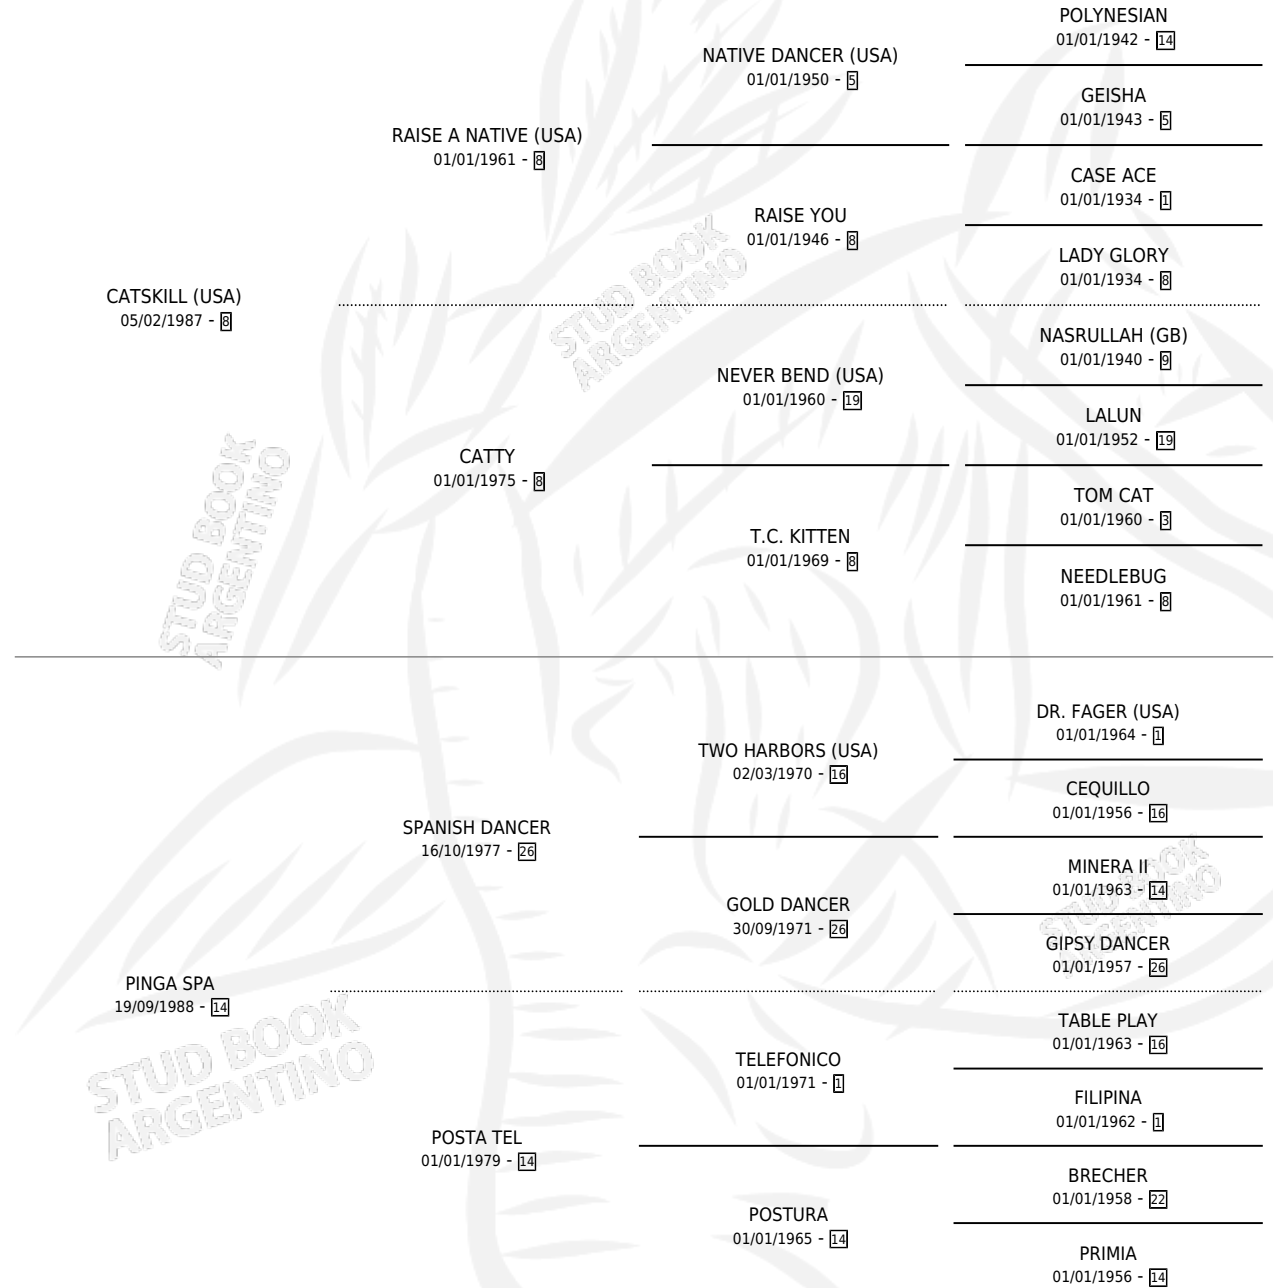 POLYNESIAN
01/01/1942 - 14
NATIVE DANCER (USA)
01/01/1950 - 5
GEISHA
01/01/1943 - 5
RAISE A NATIVE (USA)
01/01/1961 - 8
CASE ACE
01/01/1934 - 1
RAISE YOU
01/01/1946 - 8
LADY GLORY
01/01/1934 - 8
CATSKILL (USA)
05/02/1987 - 8
NASRULLAH (GB)
01/01/1940 - 9
NEVER BEND (USA)
01/01/1960 - 19
LALUN
01/01/1952 - 19
CATTY
01/01/1975 - 8
TOM CAT
01/01/1960 - 3
T.C. KITTEN
01/01/1969 - 8
NEEDLEBUG
01/01/1961 - 8
STUD BOOK
ARGENTINO
STUD BOOK
ARGENTINO
DR. FAGER (USA)
01/01/1964 - 1
TWO HARBORS (USA)
02/03/1970 - 16
CEQUILLO
01/01/1956 - 16
SPANISH DANCER
16/10/1977 - 26
MINERA II
01/01/1963 - 14
GOLD DANCER
30/09/1971 - 26
GIPSY DANCER
01/01/1957 - 26
STUD BOOK
ARGENTINO
PINGA SPA
19/09/1988 - 14
TABLE PLAY
01/01/1963 - 16
TELEFONICO
01/01/1971 - 1
FILIPINA
01/01/1962 - 1
POSTA TEL
01/01/1979 - 14
BRECHER
01/01/1958 - 22
POSTURA
01/01/1965 - 14
PRIMIA
01/01/1956 - 14
STUD BOOK
ARGENTINO